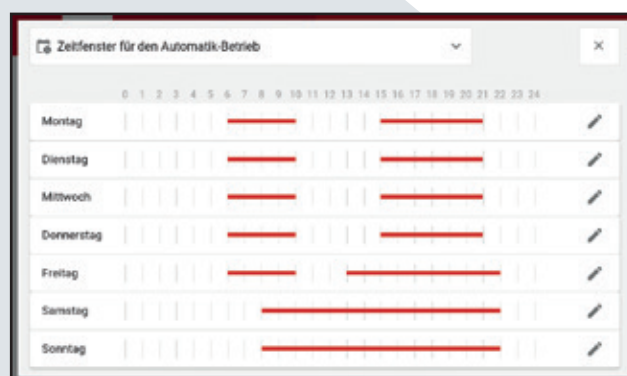 Zeitfenster für den Automatik-Betrieb
0 1 2 3 4 5 6 7 8 9 10 11 12 13 14 15 16 17 18 19 20 21 22 23 24
Montag
Dienstag
Mittwoch
Donnerstag
Freitag
Samstag
Sonntag